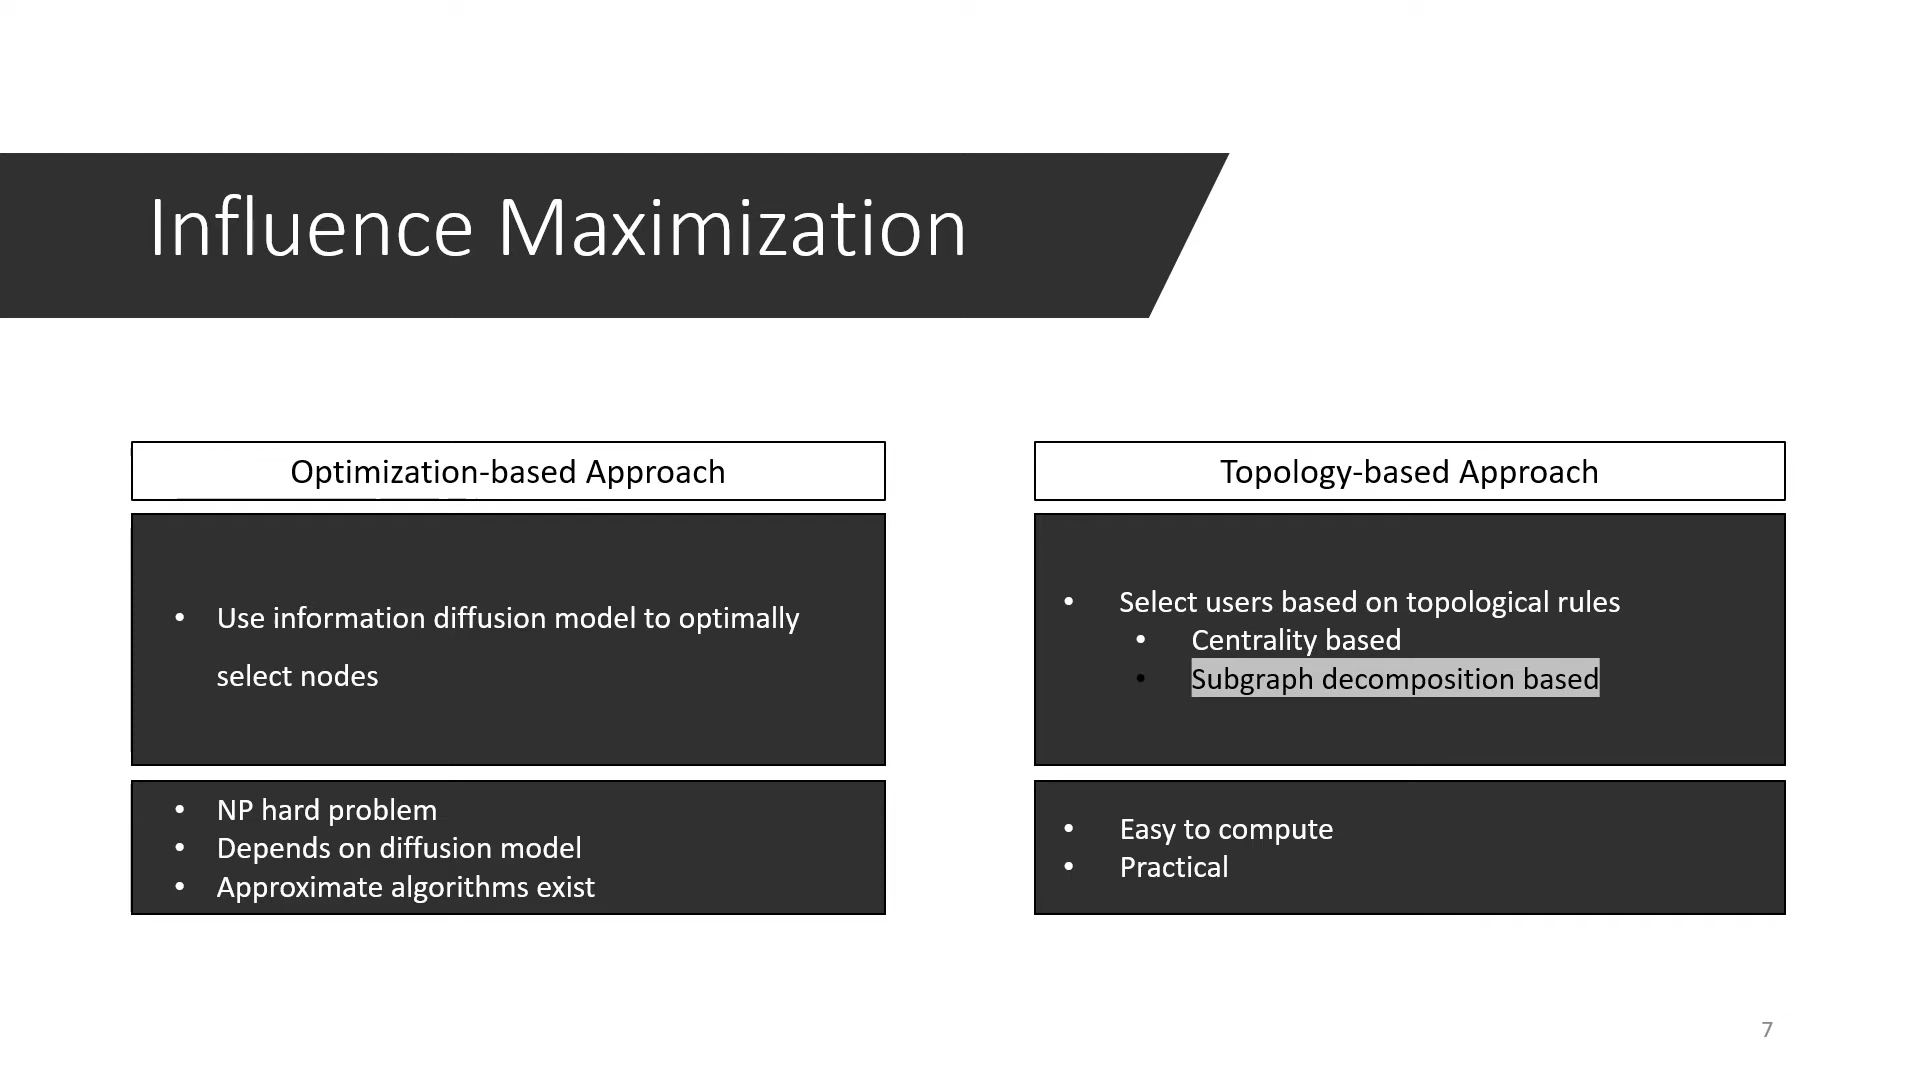 Influence Maximization
Optimization-based Approach
• Use information diffusion model to optimally
select nodes
• NP hard problem
• Depends on diffusion model
• Approximate algorithms exist
Topology-based Approach
• Select users based on topological rules
• Centrality based
• Subgraph decomposition based
• Easy to compute
• Practical
7